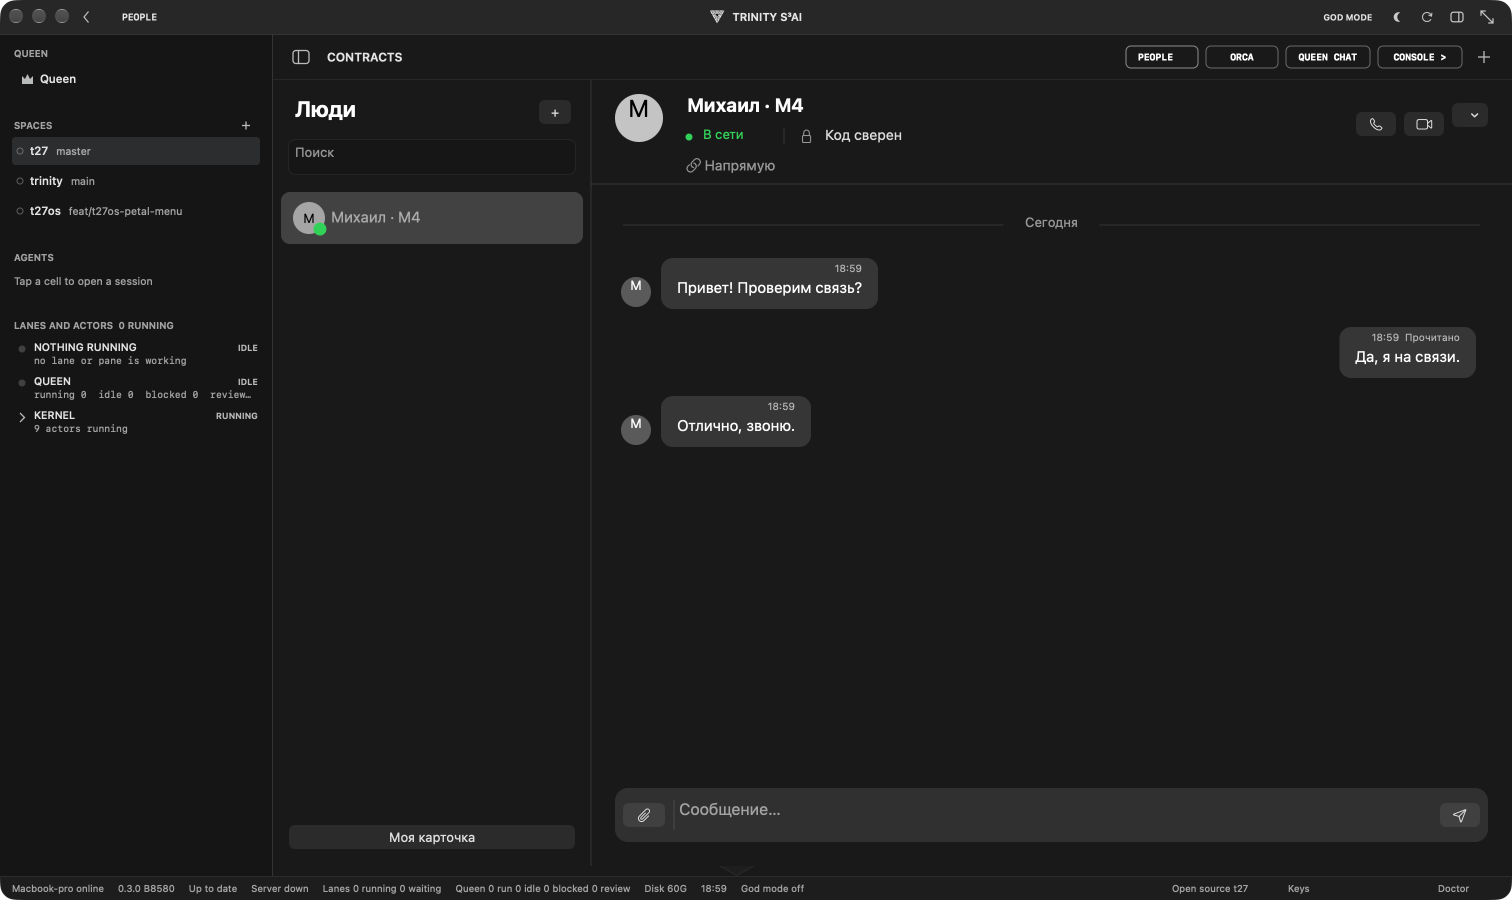 PEOPLE
TRINITY S³AI
GOD MODE
QUEEN
Queen
SPACES
t27 master
trinity main
t27os feat/t27os-petal-menu
AGENTS
Tap a cell to open a session
LANES AND ACTORS 0 RUNNING
NOTHING RUNNING IDLE
no lane or pane is working
QUEEN IDLE
running 0 idle 0 blocked 0 review…
KERNEL RUNNING
9 actors running
CONTRACTS
PEOPLE
ORCA
QUEEN CHAT
CONSOLE >
Люди
+
Поиск
М Михаил · M4
Моя карточка
М
Михаил · M4
В сети
Код сверен
Напрямую
Сегодня
18:59
М
Привет! Проверим связь?
18:59 Прочитано
Да, я на связи.
18:59
М
Отлично, звоню.
Сообщение...
Macbook-pro online 0.3.0 B8580 Up to date Server down Lanes 0 running 0 waiting Queen 0 run 0 idle 0 blocked 0 review Disk 60G 18:59 God mode off Open source t27 Keys Doctor